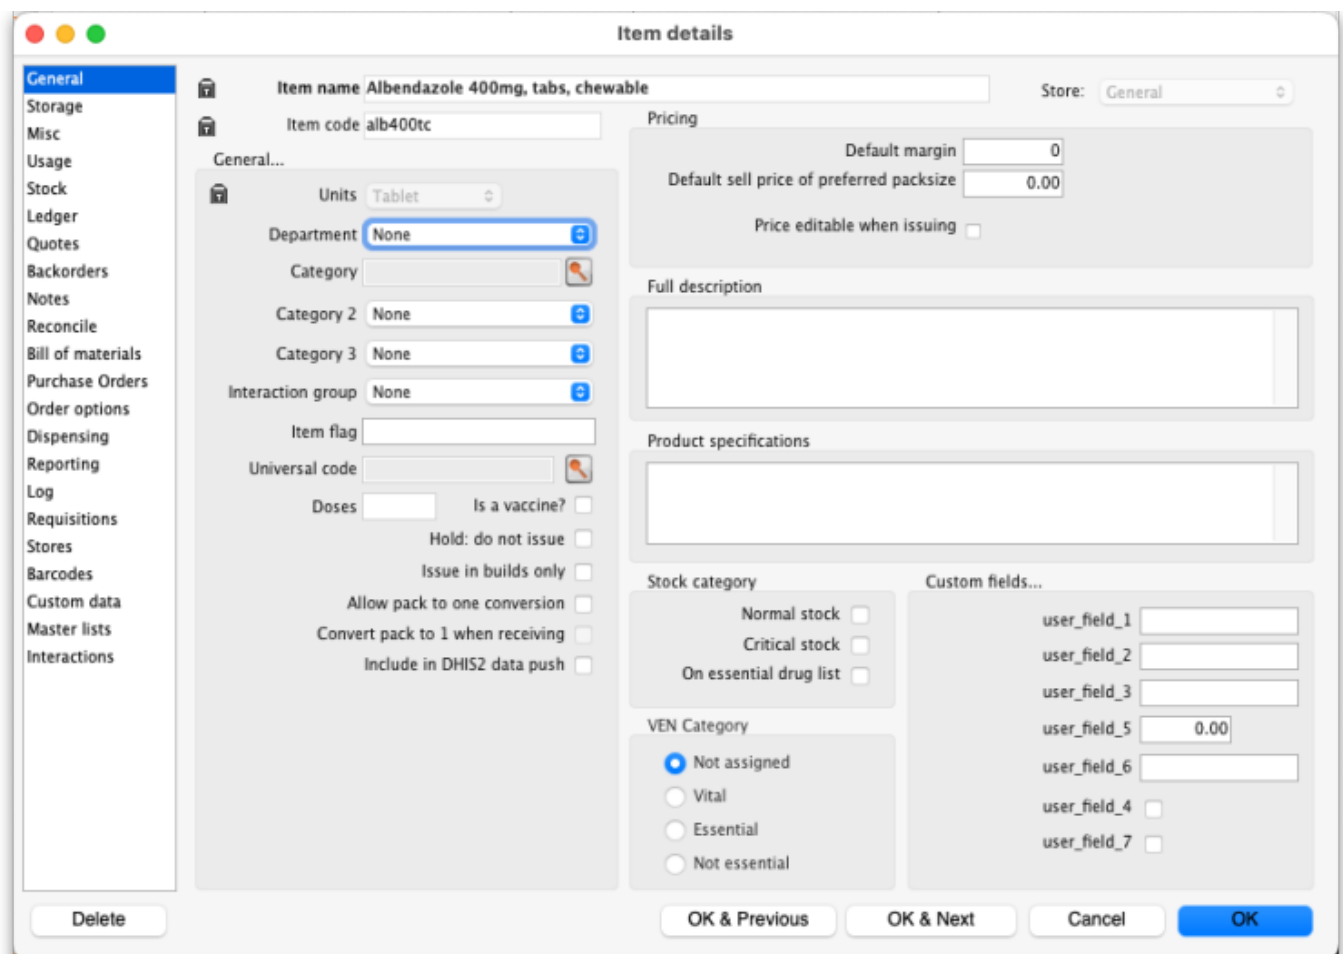 Item details
General
Storage
Misc
Usage
Stock
Ledger
Quotes
Backorders
Notes
Reconcile
Bill of materials
Purchase Orders
Order options
Dispensing
Reporting
Log
Requisitions
Stores
Barcodes
Custom data
Master lists
Interactions
Item name Albendazole 400mg, tabs, chewable
Store: General
Item code alb400tc
General...
Units Tablet
Department None
Category
Category 2 None
Category 3 None
Interaction group None
Item flag
Universal code
Doses Is a vaccine?
Hold: do not issue
Issue in builds only
Allow pack to one conversion
Convert pack to 1 when receiving
Include in DHIS2 data push
Pricing
Default margin 0
Default sell price of preferred packsize 0.00
Price editable when issuing
Full description
Product specifications
Stock category
Normal stock
Critical stock
On essential drug list
VEN Category
Not assigned
Vital
Essential
Not essential
Custom fields...
user_field_1
user_field_2
user_field_3
user_field_5 0.00
user_field_6
user_field_4
user_field_7
Delete OK & Previous OK & Next Cancel OK